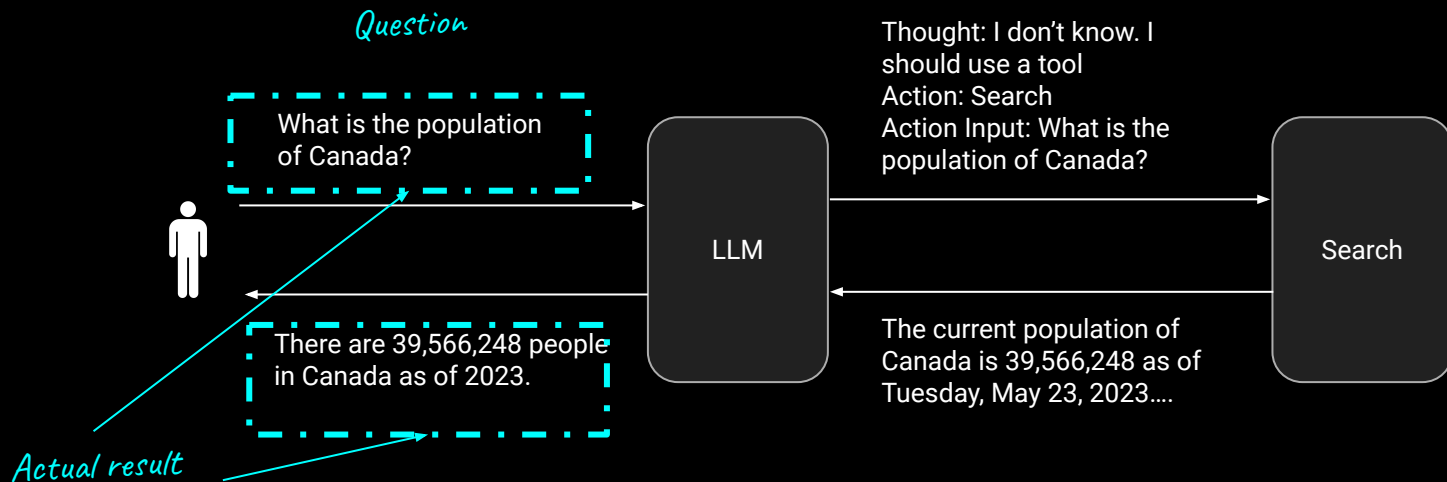 Question
What is the population
of Canada?
Thought: I don’t know. I
should use a tool
Action: Search
Action Input: What is the
population of Canada?
LLM
Search
There are 39,566,248 people
in Canada as of 2023.
The current population of
Canada is 39,566,248 as of
Tuesday, May 23, 2023....
Actual result